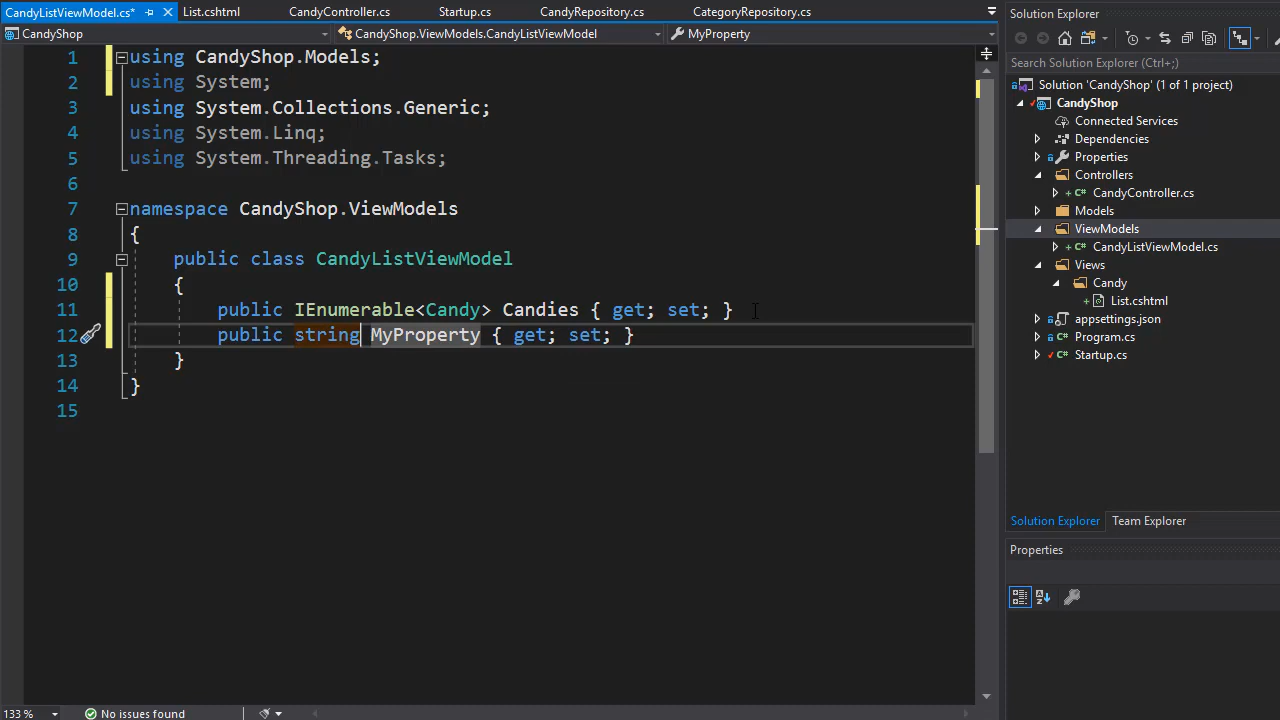 CandyListViewModel.cs*
List.cshtml
CandyController.cs
Startup.cs
CandyRepository.cs
CategoryRepository.cs
CandyShop
CandyShop.ViewModels.CandyListViewModel
MyProperty
1 using CandyShop.Models;
2 using System;
3 using System.Collections.Generic;
4 using System.Linq;
5 using System.Threading.Tasks;
6
7 namespace CandyShop.ViewModels
8 {
9 public class CandyListViewModel
10 {
11 public IEnumerable<Candy> Candies { get; set; }
12 public string MyProperty { get; set; }
13 }
14 }
15
133 %
No issues found
Solution Explorer
Search Solution Explorer (Ctrl+;)
Solution 'CandyShop' (1 of 1 project)
CandyShop
Connected Services
Dependencies
Properties
Controllers
CandyController.cs
Models
ViewModels
CandyListViewModel.cs
Views
Candy
List.cshtml
appsettings.json
Program.cs
Startup.cs
Solution Explorer
Team Explorer
Properties